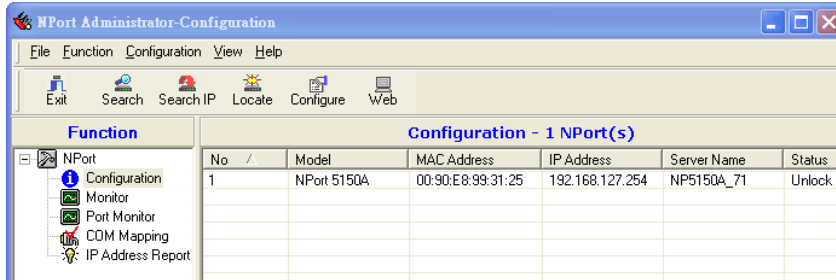 NPort Administrator-Configuration
File Function Configuration View Help
Exit Search Search IP Locate Configure Web
Function
Configuration - 1 NPort(s)
NPort
Configuration
Monitor
Port Monitor
COM Mapping
IP Address Report
No Model MAC Address IP Address Server Name Status
1 NPort 5150A 00:90:E8:99:31:25 192.168.127.254 NP5150A_71 Unlock